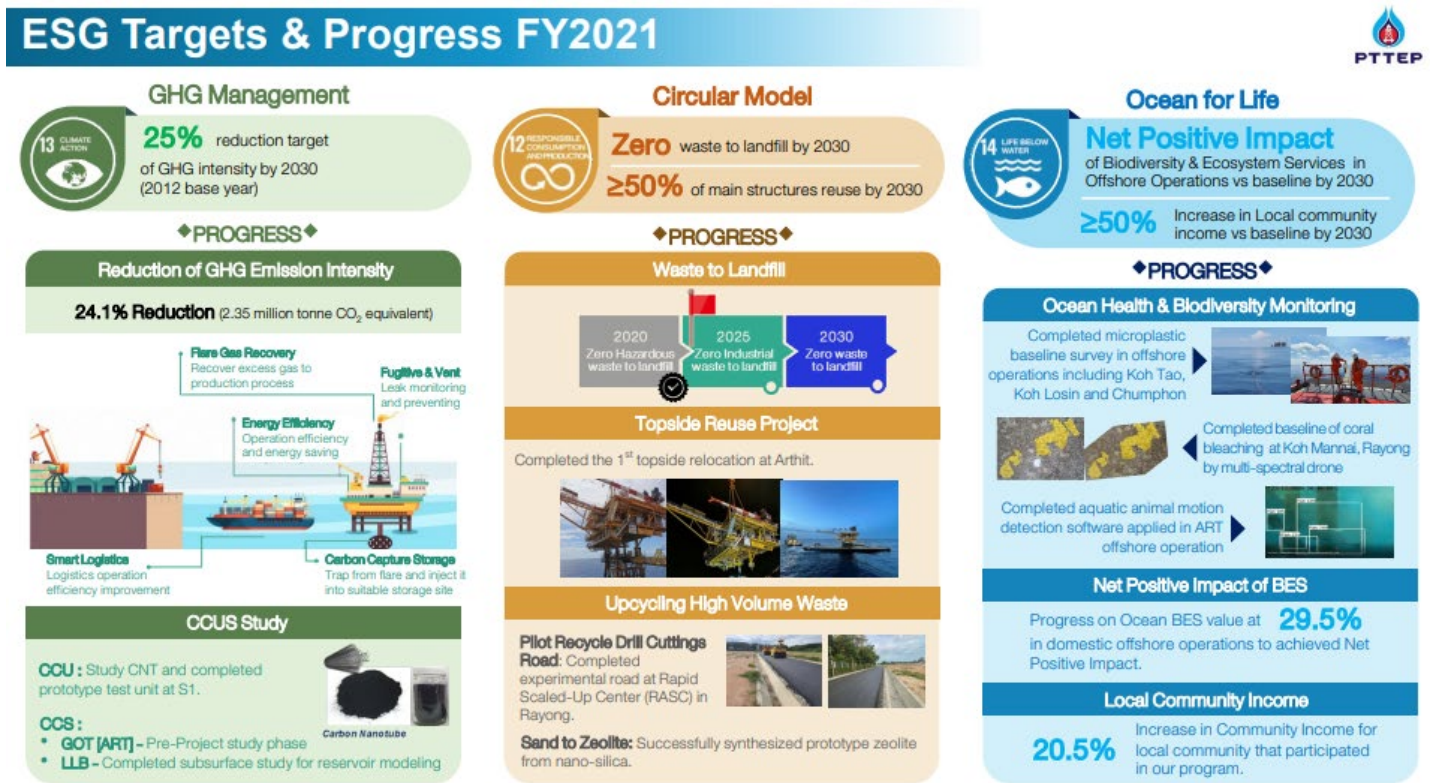 ESG Targets & Progress FY2021
PTTEP
GHG Management
13 CLIMATE
ACTION
25% reduction target
of GHG intensity by 2030
(2012 base year)
◆PROGRESS◆
Reduction of GHG Emission Intensity
24.1% Reduction (2.35 million tonne CO₂ equivalent)
Flare Gas Recovery
Recover excess gas to
production process
Fugitive & Vent
Leak monitoring
and preventing
Energy Efficiency
Operation efficiency
and energy saving
Smart Logistics
Logistics operation
efficiency improvement
Carbon Capture Storage
Trap from flare and inject it
into suitable storage site
CCUS Study
CCU : Study CNT and completed
prototype test unit at S1.
Carbon Nanotube
CCS :
• GOT [ART] – Pre-Project study phase
• LLB – Completed subsurface study for reservoir modeling
Circular Model
12 RESPONSIBLE
CONSUMPTION
AND PRODUCTION
Zero waste to landfill by 2030
≥50% of main structures reuse by 2030
◆PROGRESS◆
Waste to Landfill
2020
Zero Hazardous
waste to landfill
2025
Zero Industrial
waste to landfill
2030
Zero waste
to landfill
Topside Reuse Project
Completed the 1st topside relocation at Arthit.
Upcycling High Volume Waste
Pilot Recycle Drill Cuttings
Road: Completed
experimental road at Rapid
Scaled-Up Center (RASC) in
Rayong.
Sand to Zeolite: Successfully synthesized prototype zeolite
from nano-silica.
Ocean for Life
14 LIFE BELOW
WATER
Net Positive Impact
of Biodiversity & Ecosystem Services in
Offshore Operations vs baseline by 2030
≥50% Increase in Local community
income vs baseline by 2030
◆PROGRESS◆
Ocean Health & Biodiversity Monitoring
Completed microplastic
baseline survey in offshore
operations including Koh Tao,
Koh Losin and Chumphon
Completed baseline of coral
bleaching at Koh Mannai, Rayong
by multi-spectral drone
Completed aquatic animal motion
detection software applied in ART
offshore operation
Net Positive Impact of BES
Progress on Ocean BES value at 29.5%
in domestic offshore operations to achieved Net
Positive Impact.
Local Community Income
20.5% Increase in Community Income for
local community that participated
in our program.